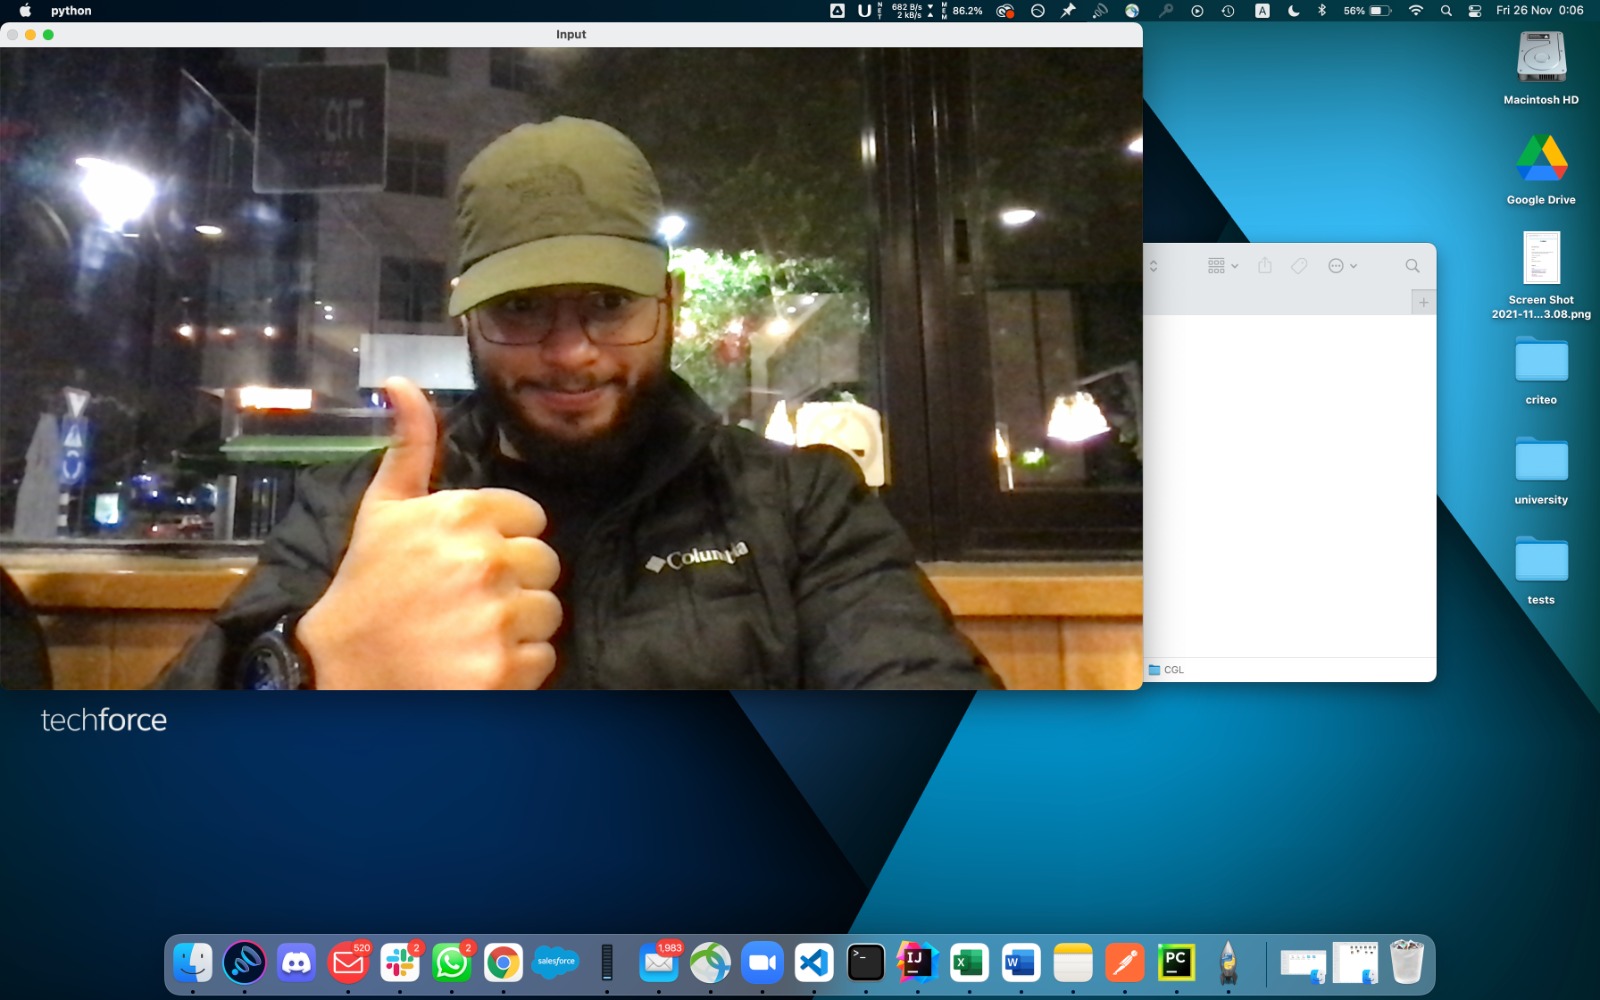 python
NET
682 B/s
2 kB/s
MEM
86.2%
A
56%
Fri 26 Nov 0:06
Input
Columbia
Macintosh HD
Google Drive
Screen Shot
2021-11...3.08.png
criteo
university
tests
CGL
techforce
520
2
2
salesforce
1,983
>_
IJ
X
W
PC